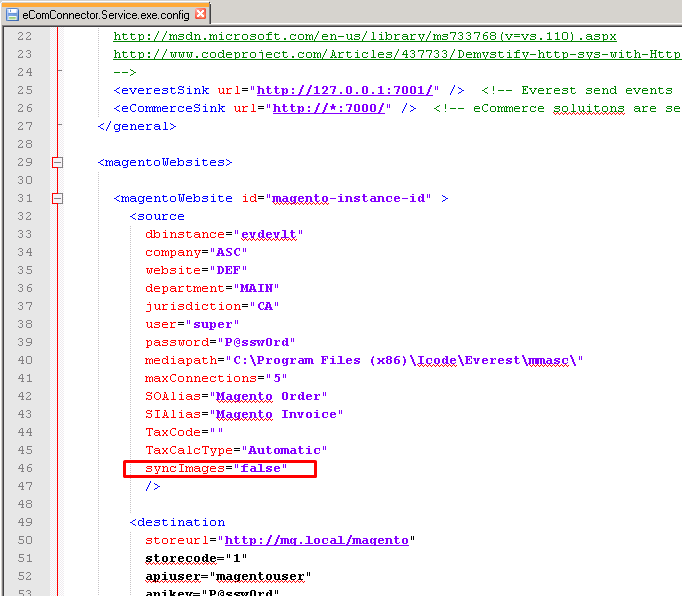 eComConnector.Service.exe.config
22 http://msdn.microsoft.com/en-us/library/ms733768(v=vs.110).aspx
23 http://www.codeproject.com/Articles/437733/Demystify-http-sys-with-Http
24 -->
25 <everestSink url="http://127.0.0.1:7001/" /> <!-- Everest send events
26 <eCommerceSink url="http://*:7000/" /> <!-- eCommerce soluitons are se
27 </general>
28
29 <magentoWebsites>
30
31 <magentoWebsite id="magento-instance-id" >
32 <source
33 dbinstance="evdevlt"
34 company="ASC"
35 website="DEF"
36 department="MAIN"
37 jurisdiction="CA"
38 user="super"
39 password="P@ssw0rd"
40 mediapath="C:\Program Files (x86)\Icode\Everest\mmasc\"
41 maxConnections="5"
42 SOAlias="Magento Order"
43 SIAlias="Magento Invoice"
44 TaxCode=""
45 TaxCalcType="Automatic"
46 syncImages="false"
47 />
48
49 <destination
50 storeurl="http://mg.local/magento"
51 storecode="1"
52 apiuser="magentouser"
53 apikey="P@ssw0rd"